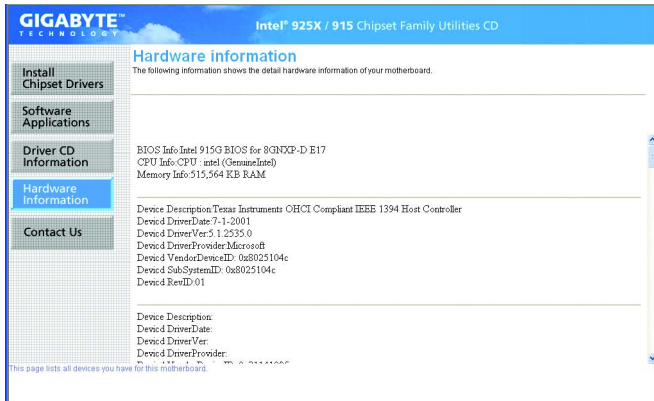 GIGABYTE™
TECHNOLOGY
Intel® 925X / 915 Chipset Family Utilities CD
Install
Chipset Drivers
Software
Applications
Driver CD
Information
Hardware
Information
Contact Us
Hardware information
The following information shows the detail hardware information of your motherboard.
BIOS Info:Intel 915G BIOS for 8GNXP-D E17
CPU Info:CPU : intel (GenuineIntel)
Memory Info:515,564 KB RAM
Device Description:Texas Instruments OHCI Compliant IEEE 1394 Host Controller
Devicd DriverDate:7-1-2001
Devicd DriverVer:5.1.2535.0
Devicd DriverProvider:Microsoft
Devicd VendorDeviceID: 0x8025104c
Devicd SubSystemID: 0x8025104c
Devicd RevID:01
Device Description:
Devicd DriverDate:
Devicd DriverVer:
Devicd DriverProvider:
This page lists all devices you have for this motherboard.